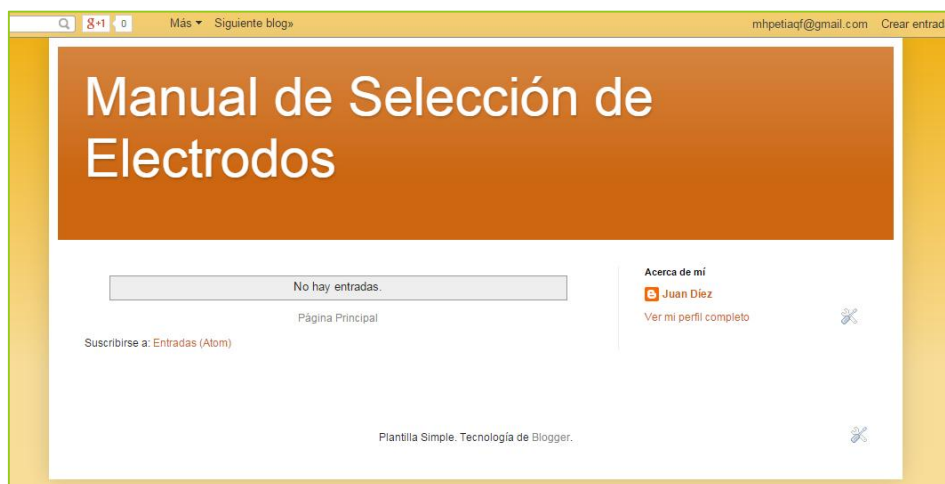 g+1 0 Más Siguiente blog» mhpetiaqf@gmail.com Crear entrad
Manual de Selección de
Electrodos
No hay entradas.
Página Principal
Suscribirse a: Entradas (Atom)
Acerca de mí
Juan Díez
Ver mi perfil completo
Plantilla Simple. Tecnología de Blogger.